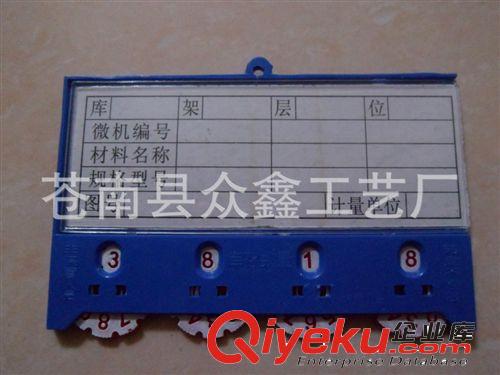 库 架 层 位
微机编号
材料名称
规格型号
图号 计量单位
苍南县众鑫工艺厂
3 8 1 8
Qiyeku.com 企业库
Enterprise Database